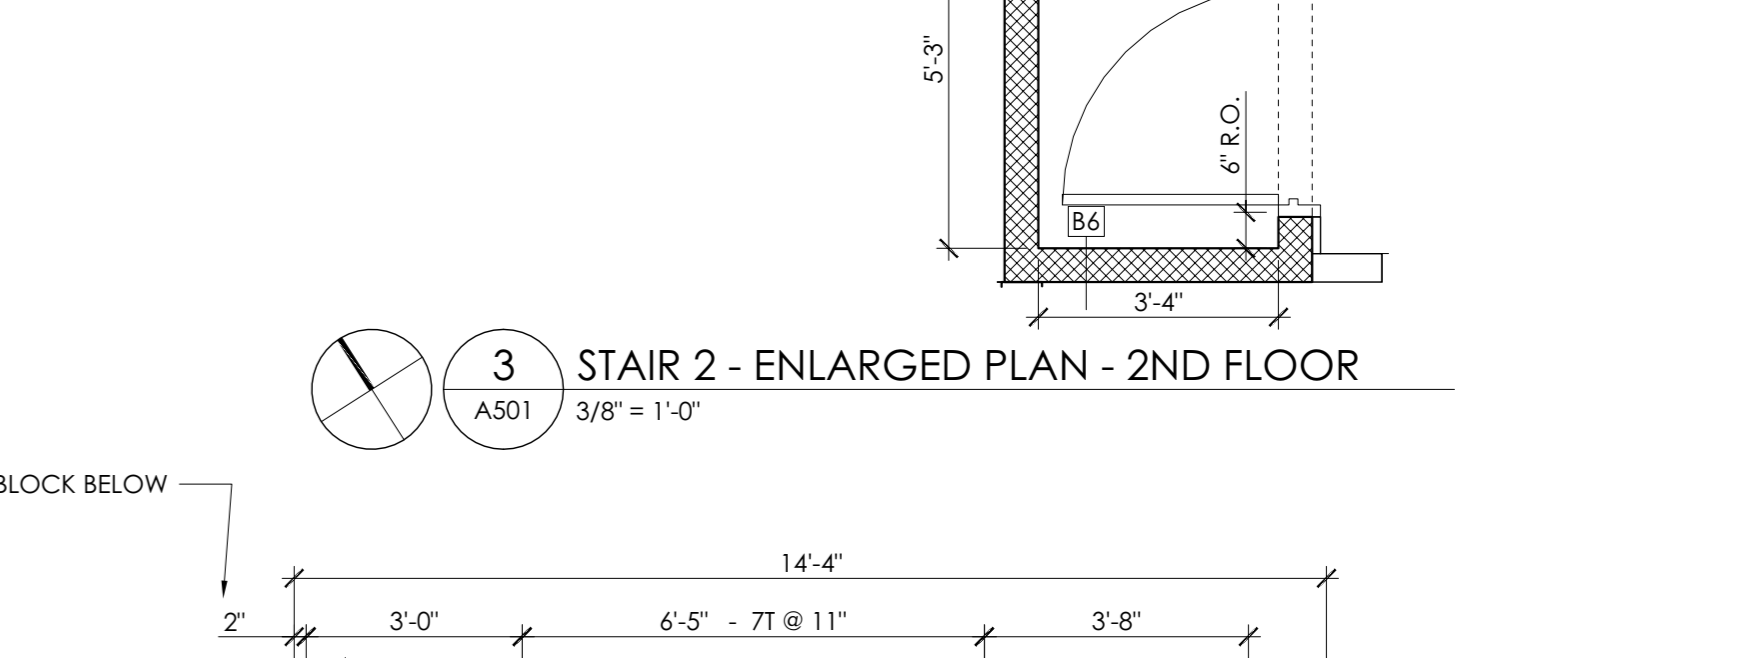 5'-3"
6" R.O.
B6
3'-4"
3
STAIR 2 - ENLARGED PLAN - 2ND FLOOR
A501
3/8" = 1'-0"
BLOCK BELOW
14'-4"
2"
3'-0"
6'-5" - 7T @ 11"
3'-8"